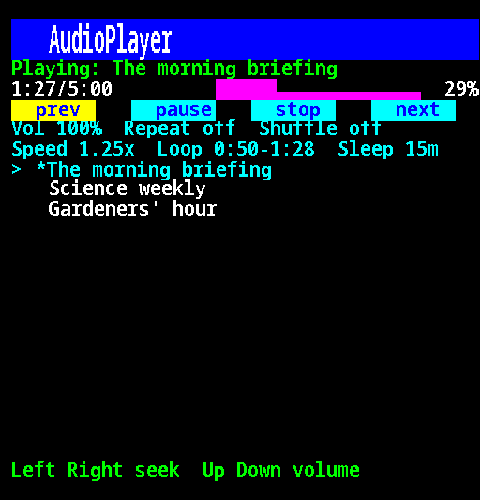 AudioPlayer
Playing: The morning briefing
1:27/5:00 29%
prev pause stop next
Vol 100% Repeat off Shuffle off
Speed 1.25x Loop 0:50-1:28 Sleep 15m
> *The morning briefing
Science weekly
Gardeners' hour
Left Right seek Up Down volume